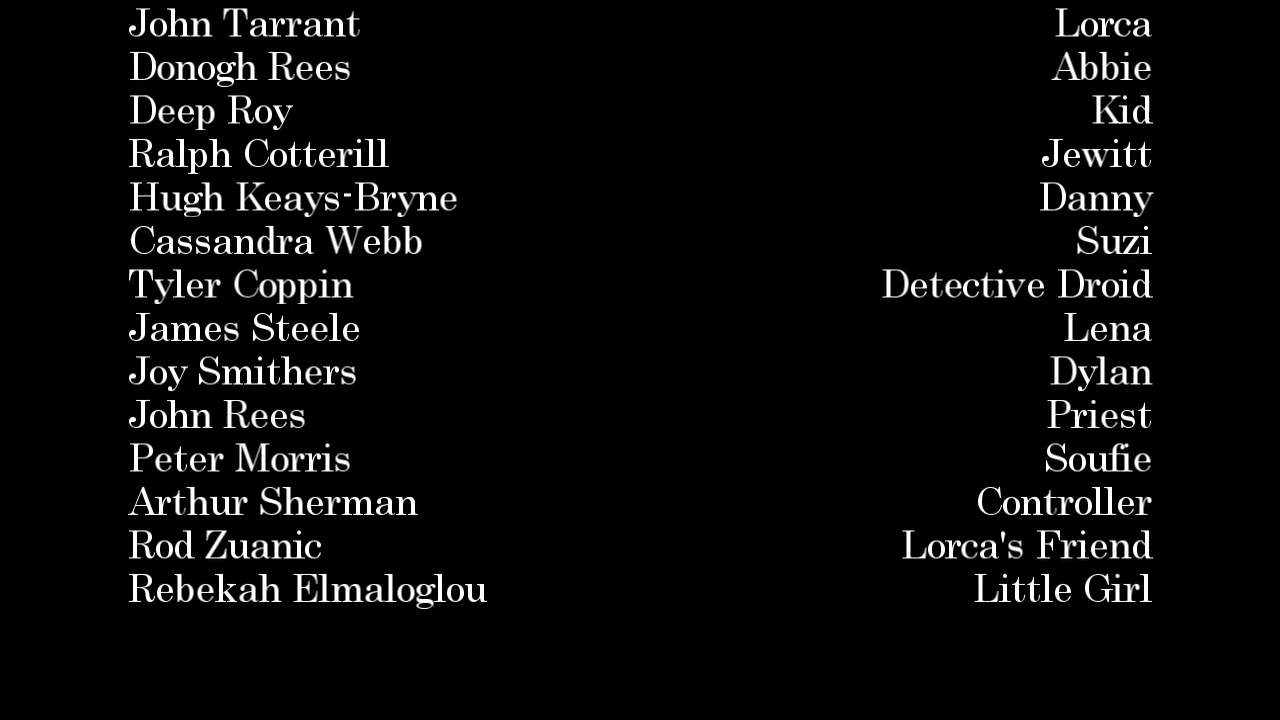 John Tarrant Lorca
Donogh Rees Abbie
Deep Roy Kid
Ralph Cotterill Jewitt
Hugh Keays-Bryne Danny
Cassandra Webb Suzi
Tyler Coppin Detective Droid
James Steele Lena
Joy Smithers Dylan
John Rees Priest
Peter Morris Soufie
Arthur Sherman Controller
Rod Zuanic Lorca's Friend
Rebekah Elmaloglou Little Girl